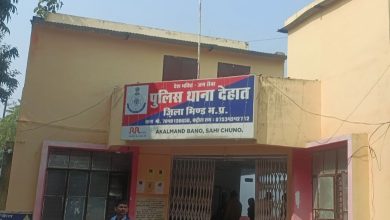 देश भक्ति - जन सेवा
पुलिस थाना देहात
जिला भिण्ड म.प्र.
AKALMAND BANO, SAHI CHUNO.